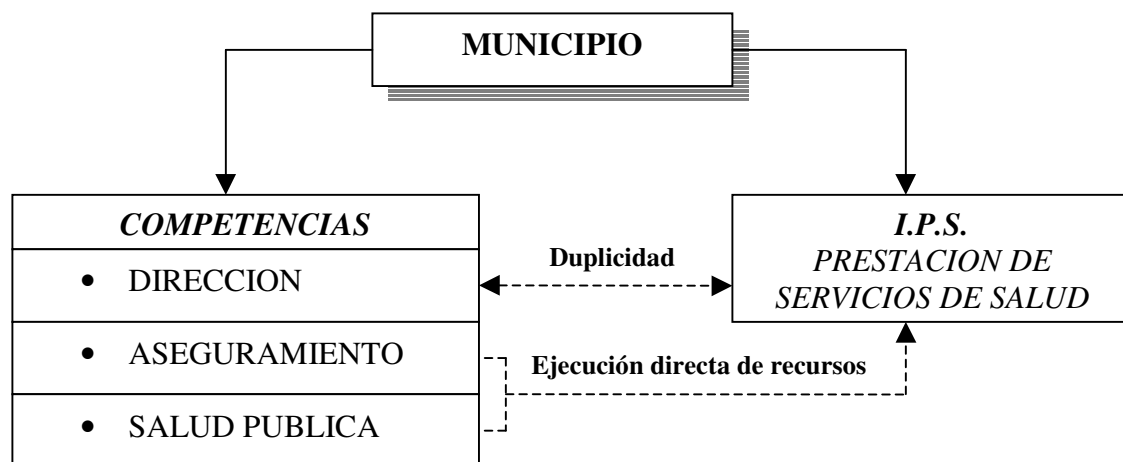 MUNICIPIO
COMPETENCIAS
• DIRECCION
• ASEGURAMIENTO
• SALUD PUBLICA
Duplicidad
Ejecución directa de recursos
I.P.S.
PRESTACION DE
SERVICIOS DE SALUD